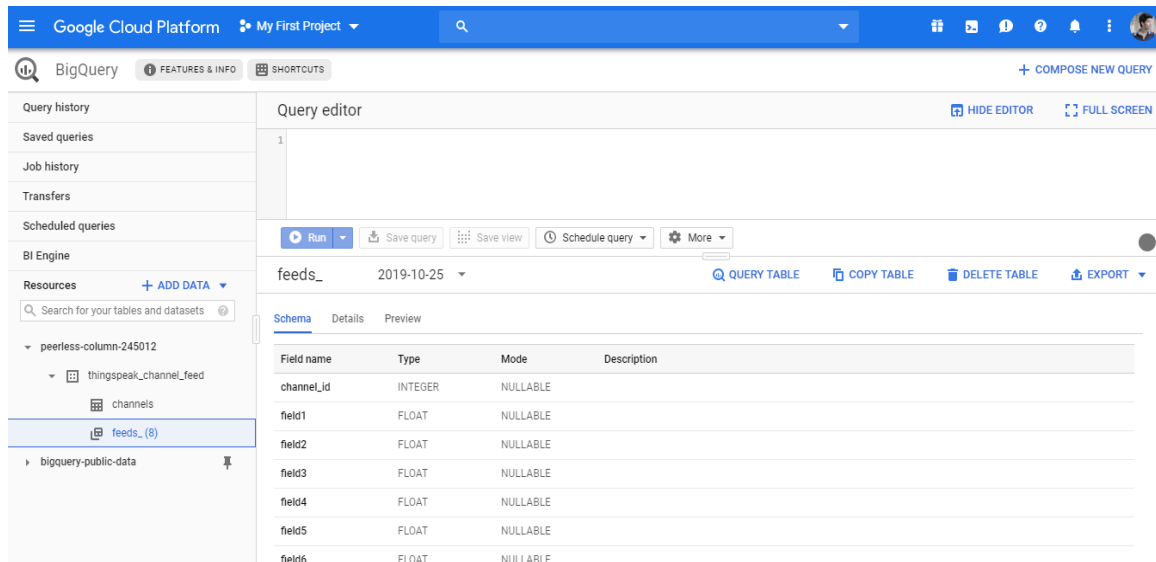 Google Cloud Platform My First Project
BigQuery FEATURES & INFO SHORTCUTS + COMPOSE NEW QUERY
Query history
Saved queries
Job history
Transfers
Scheduled queries
BI Engine
Resources + ADD DATA
Search for your tables and datasets
peerless-column-245012
thingspeak_channel_feed
channels
feeds_ (8)
bigquery-public-data
Query editor HIDE EDITOR FULL SCREEN
1
Run Save query Save view Schedule query More
feeds_ 2019-10-25 QUERY TABLE COPY TABLE DELETE TABLE EXPORT
Schema Details Preview
Field name Type Mode Description
channel_id INTEGER NULLABLE
field1 FLOAT NULLABLE
field2 FLOAT NULLABLE
field3 FLOAT NULLABLE
field4 FLOAT NULLABLE
field5 FLOAT NULLABLE
field6 FLOAT NULLABLE